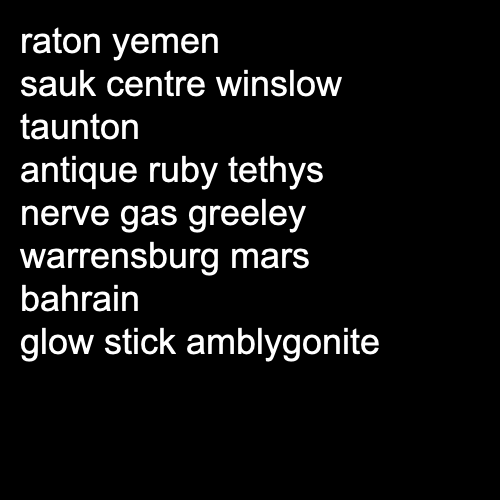 raton yemen
sauk centre winslow
taunton
antique ruby tethys
nerve gas greeley
warrensburg mars
bahrain
glow stick amblygonite